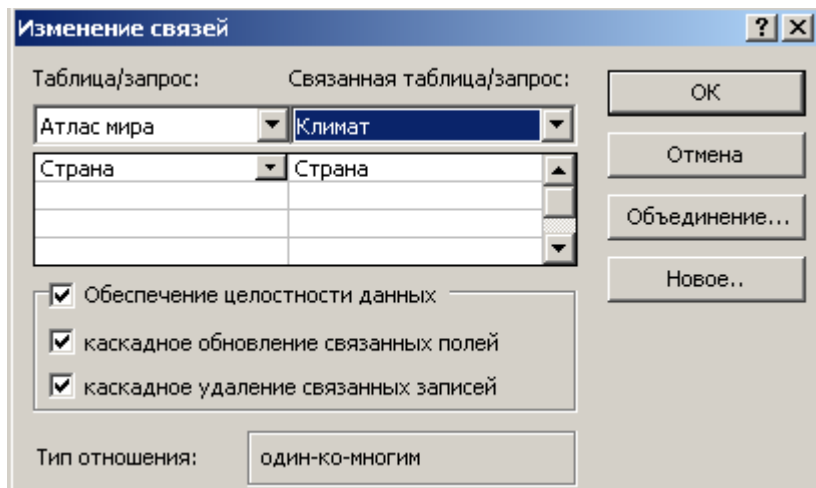 Изменение связей
Таблица/запрос: Связанная таблица/запрос:
Атлас мира Климат
Страна Страна
ОК
Отмена
Объединение...
Новое..
Обеспечение целостности данных
каскадное обновление связанных полей
каскадное удаление связанных записей
Тип отношения: один-ко-многим